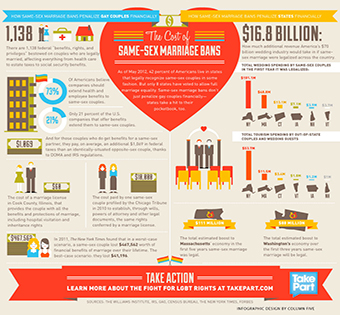 HOW SAME-SEX MARRIAGE BANS PENALIZE GAY COUPLES FINANCIALLY
HOW SAME-SEX MARRIAGE BANS PENALIZE STATES FINANCIALLY
The Cost of
SAME-SEX MARRIAGE BANS
As of May 2012, 42 percent of Americans live in states
that legally recognize same-sex couples in some
fashion. But only 6 states have voted to allow full
marriage equality. Same-sex marriage bans don't
just penalize gay couples financially—
states take a hit to their
pocketbook, too.
1,138
There are 1,138 federal "benefits, rights, and
privileges" bestowed on couples who are legally
married, affecting everything from health care
to estate taxes to social security benefits.
73%
Of Americans believe
companies should
extend health and
employee benefits to
same-sex couples.
21%
Only 21 percent of the U.S.
companies that offer benefits
extend them to same-sex couples.
$1,069
And for those couples who do get benefits for a same-sex
partner, they pay, on average, an additional $1,069 in federal
taxes than an identically situated opposite-sex couple, thanks
to DOMA and IRS regulations.
$60
The cost of a marriage license
in Cook County, Illinois, that
provides the couple with all the
benefits and protections of marriage,
including hospital visitation and
inheritance rights
The cost paid by one same-sex
couple profiled by the Chicago Tribune
in 2010 to establish, through wills,
powers of attorney and other legal
documents, the same rights
conferred by a marriage license
$467,562
In 2011, the New York Times found that in a worst-case
scenario, a same-sex couple lost $467,562 worth of
financial benefits of marriage over their lifetime. The
best-case scenario, they lost $41,196
$16.8 BILLION:
How much additional revenue America's $70
billion wedding industry would take in if same-
sex marriage were legalized across the country
TOTAL WEDDING SPENDING BY SAME-SEX COUPLES
IN THE FIRST YEAR IT WAS LEGALIZED:
TOTAL TOURISM SPENDING BY OUT-OF-STATE
COUPLES AND WEDDING GUESTS
$111 MILLION
Total estimated boost to
Massachusetts' economy in the
first five years same-sex marriage
was legal.
$88 MILLION
Total estimated boost to
Washington's economy over
the first three years same-sex
marriage will be legal.
TAKE ACTION
LEARN MORE ABOUT THE FIGHT FOR LGBT RIGHTS AT TAKEPART.COM
Take
Part
SOURCES: THE WILLIAMS INSTITUTE, MS, GAO, CENSUS BUREAU, THE NEW YORK TIMES, FORBES
INFOGRAPHIC DESIGN BY COLUMN FIVE